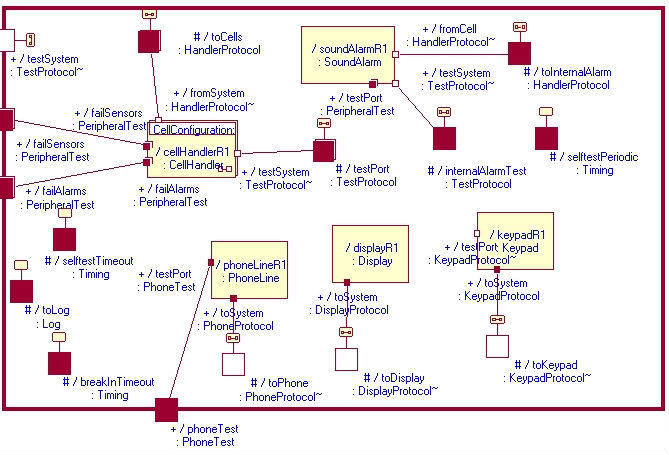 + / testSystem
: TestProtocol~
# / toCells
: HandlerProtocol
/ soundAlarmR1
: SoundAlarm
+ / fromCell
: HandlerProtocol~
# / toInternalAlarm
: HandlerProtocol
+ / testSystem
: TestProtocol~
+ / testPort
: PeripheralTest
+ / fromSystem
: HandlerProtocol~
+ / failSensors
: PeripheralTest
+ / failSensors
: PeripheralTest
CellConfiguration:
/ cellHandlerR1
: CellHandler
+ / testSystem
: TestProtocol~
# / testPort
: TestProtocol
# / internalAlarmTest
: TestProtocol
# / selftestPeriodic
: Timing
+ / failAlarms
: PeripheralTest
+ / failAlarms
: PeripheralTest
# / selftestTimeout
: Timing
+ / testPort
: PhoneTest
/ phoneLineR1
: PhoneLine
/ displayR1
: Display
/ keypadR1
: Keypad
+ / testPort
: KeypadProtocol~
+ / toSystem
: PhoneProtocol
+ / toSystem
: DisplayProtocol
+ / toSystem
: KeypadProtocol
# / toLog
: Log
# / breakInTimeout
: Timing
# / toPhone
: PhoneProtocol~
# / toDisplay
: DisplayProtocol~
# / toKeypad
: KeypadProtocol~
+ / phoneTest
: PhoneTest